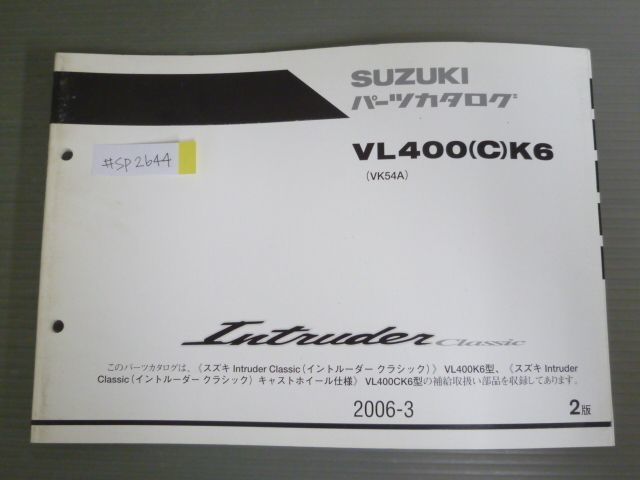 SUZUKI
パーツカタログ
#SP2644
VL400(C)K6
(VK54A)
Intruder Classic
このパーツカタログは、《スズキ Intruder Classic(イントルーダー クラシック)》 VL400K6型、《スズキ Intruder
Classic(イントルーダー クラシック) キャストホイール仕様》 VL400CK6型の補給取扱い部品を収録してあります。
2006-3
2版